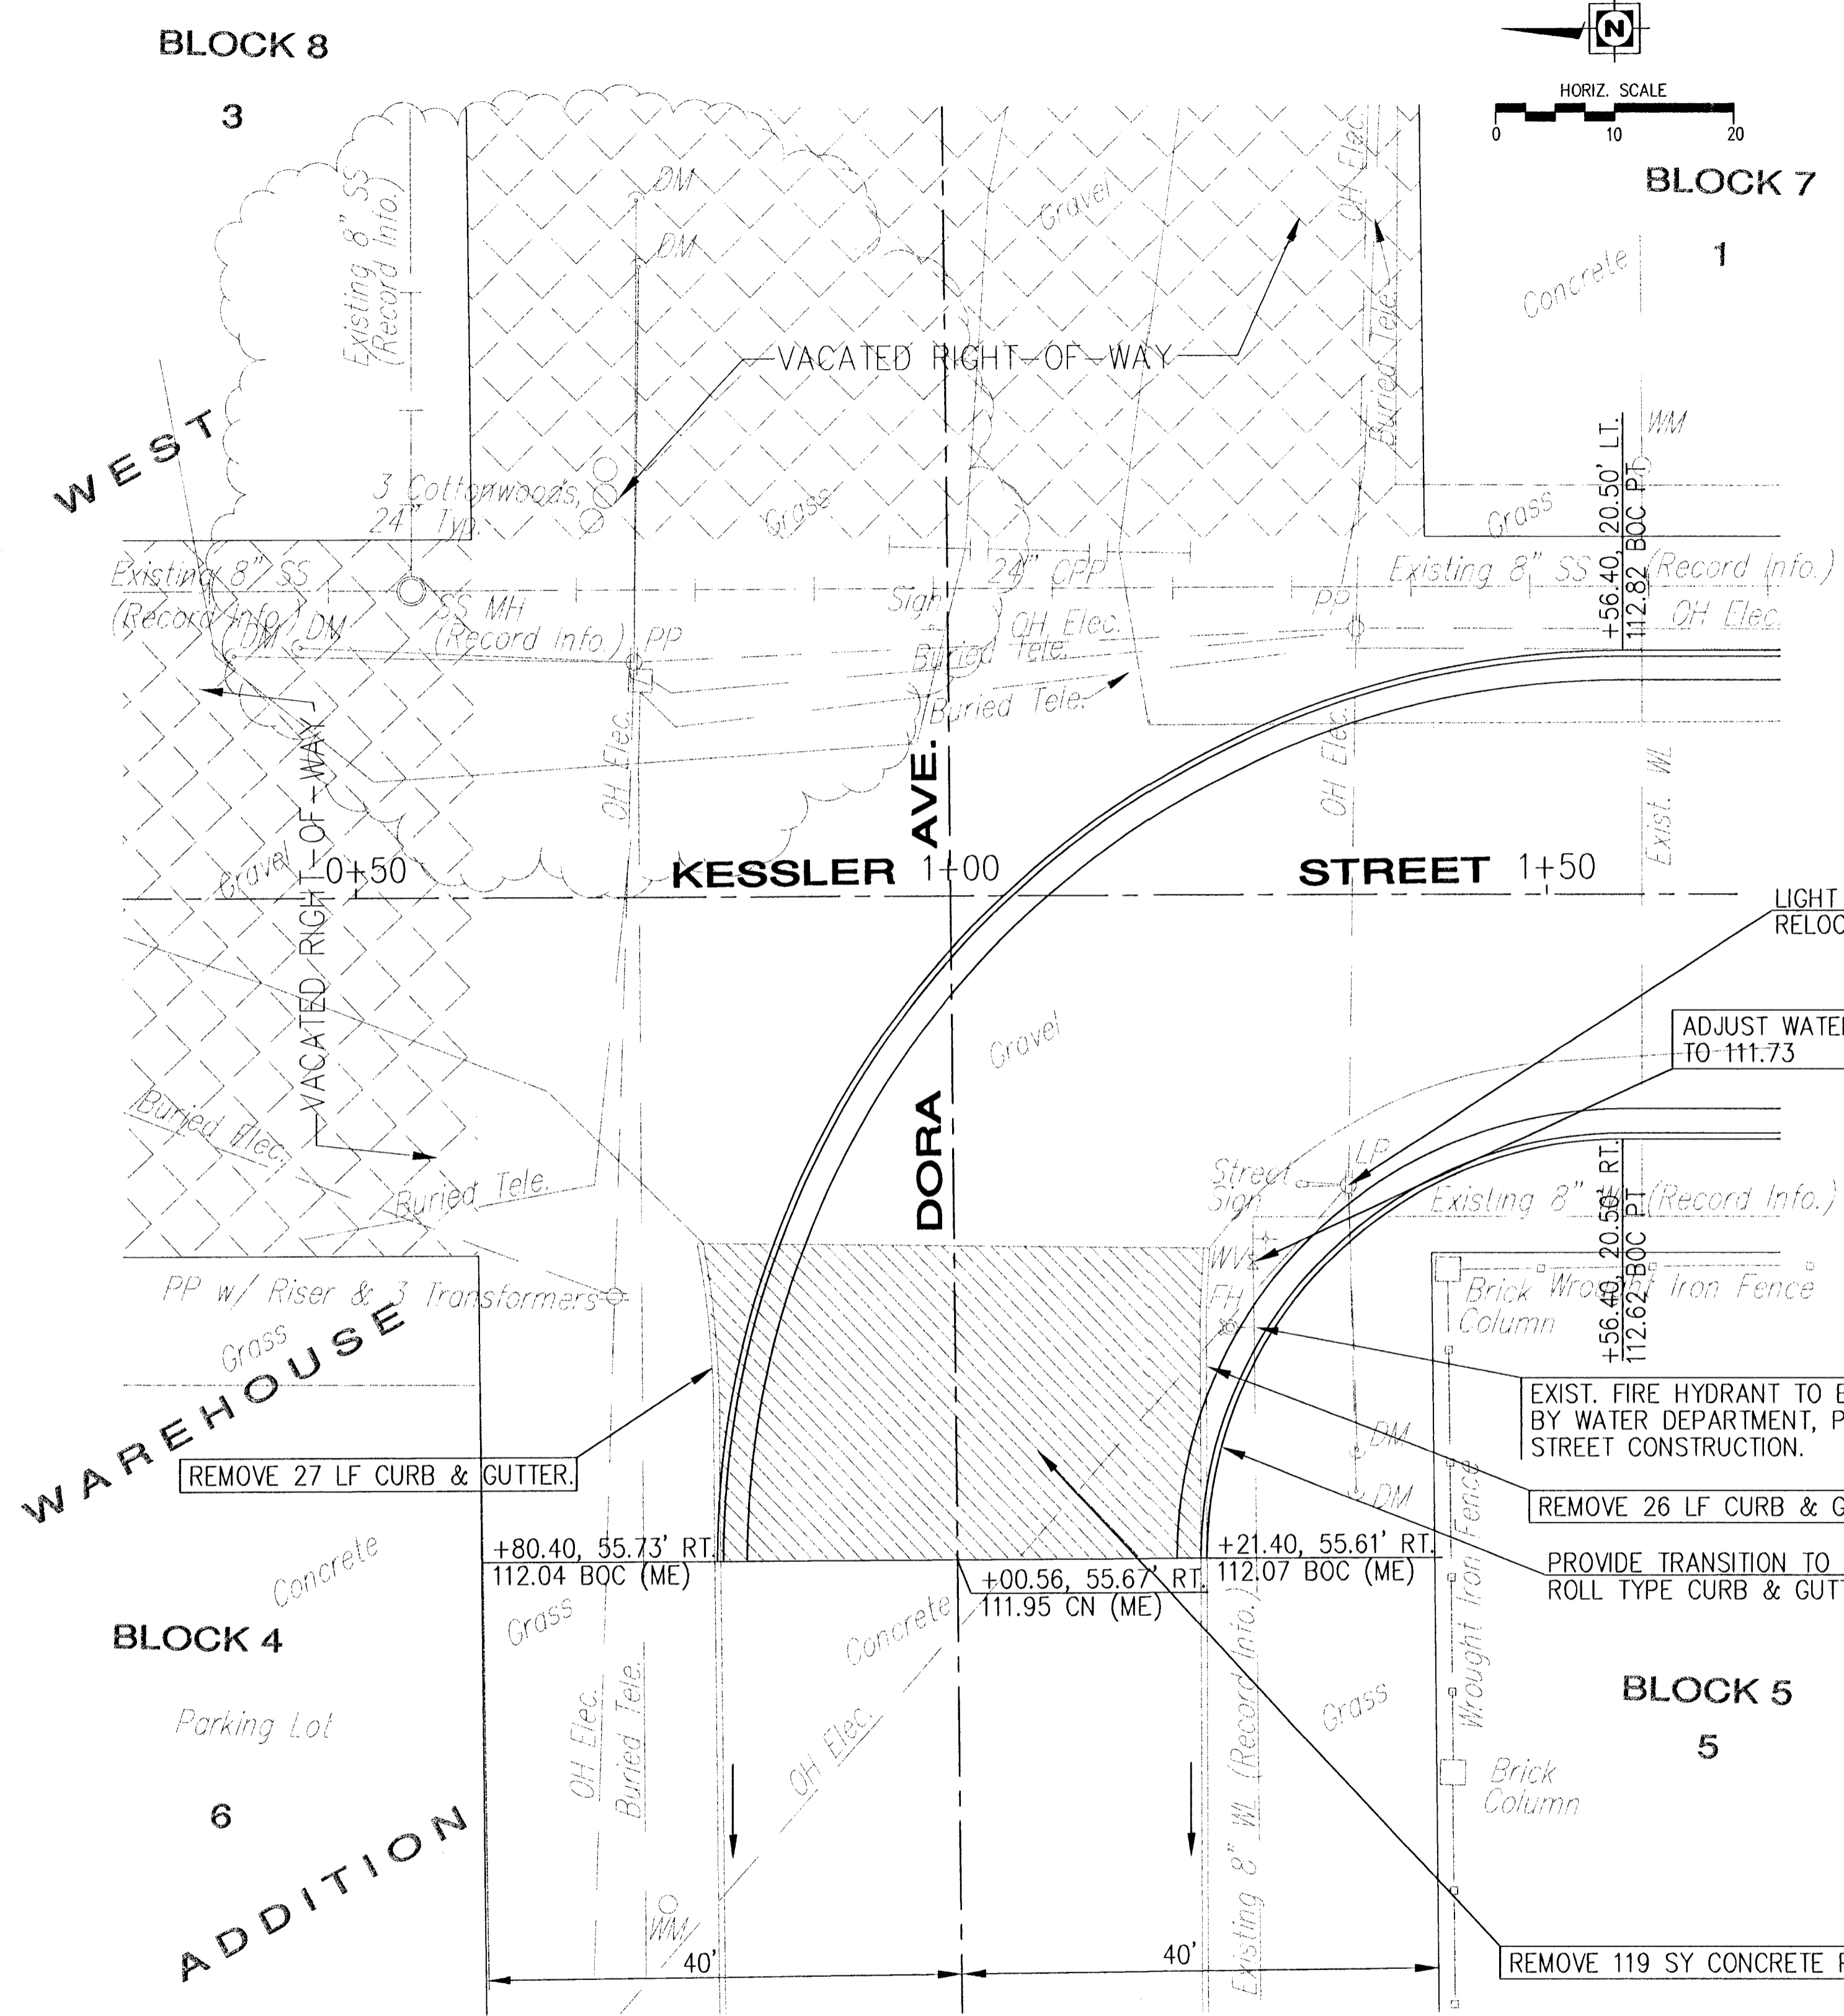 BLOCK 8
3
N
HORIZ. SCALE
0 10 20
BLOCK 7
1
Concrete
Existing 8" SS
(Record Info.)
DM
DM
Gravel
OH Elec.
Buried Tele.
VACATED RIGHT-OF-WAY
WEST
3 Cottonwoods,
24" Typ.
Grass
Grass
WM
+56.40, 20.50' LT.
112.82 BOC PT
Existing 8" SS
(Record Info.)
DM DM
SS MH
(Record Info.)
PP
24" CPP
Sign
OH Elec.
Buried Tele.
Buried Tele.
PP
Existing 8" SS (Record Info.)
OH Elec.
VACATED RIGHT-OF-WAY
OH Elec.
OH Elec.
Exist. WL
Gravel
0+50
KESSLER
AVE.
1+00
STREET
1+50
LIGHT
ADJUST WATER
TO 111.73
Gravel
DORA
Buried Elec.
Buried Tele.
Street
Sign
LP
Existing 8" WL (Record Info.)
+56.40, 20.50' RT.
112.62 BOC PT
WV
FH
PP w/ Riser & 3 Transformers
Grass
Brick
Column
Wrought Iron Fence
WAREHOUSE
EXIST. FIRE HYDRANT TO
BY WATER DEPARTMENT,
STREET CONSTRUCTION.
REMOVE 27 LF CURB & GUTTER.
DM
DM
REMOVE 26 LF CURB &
Concrete
+80.40, 55.73' RT.
112.04 BOC (ME)
+00.56, 55.67' RT.
111.95 CN (ME)
+21.40, 55.61' RT.
112.07 BOC (ME)
PROVIDE TRANSITION TO
ROLL TYPE CURB &
Wrought Iron Fence
Grass
Concrete
BLOCK 4
Parking Lot
6
OH Elec.
Buried Tele.
OH Elec.
Existing 8" WL (Record Info.)
Grass
BLOCK 5
5
Brick
Column
ADDITION
WM
40'
40'
REMOVE 119 SY CONCRETE